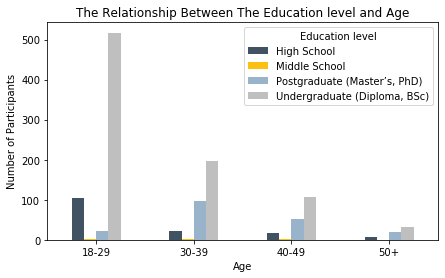 The Relationship Between The Education level and Age
Education level
High School
Middle School
Postgraduate (Master’s, PhD)
Undergraduate (Diploma, BSc)
Number of Participants
500
400
300
200
100
0
18-29
30-39
40-49
50+
Age